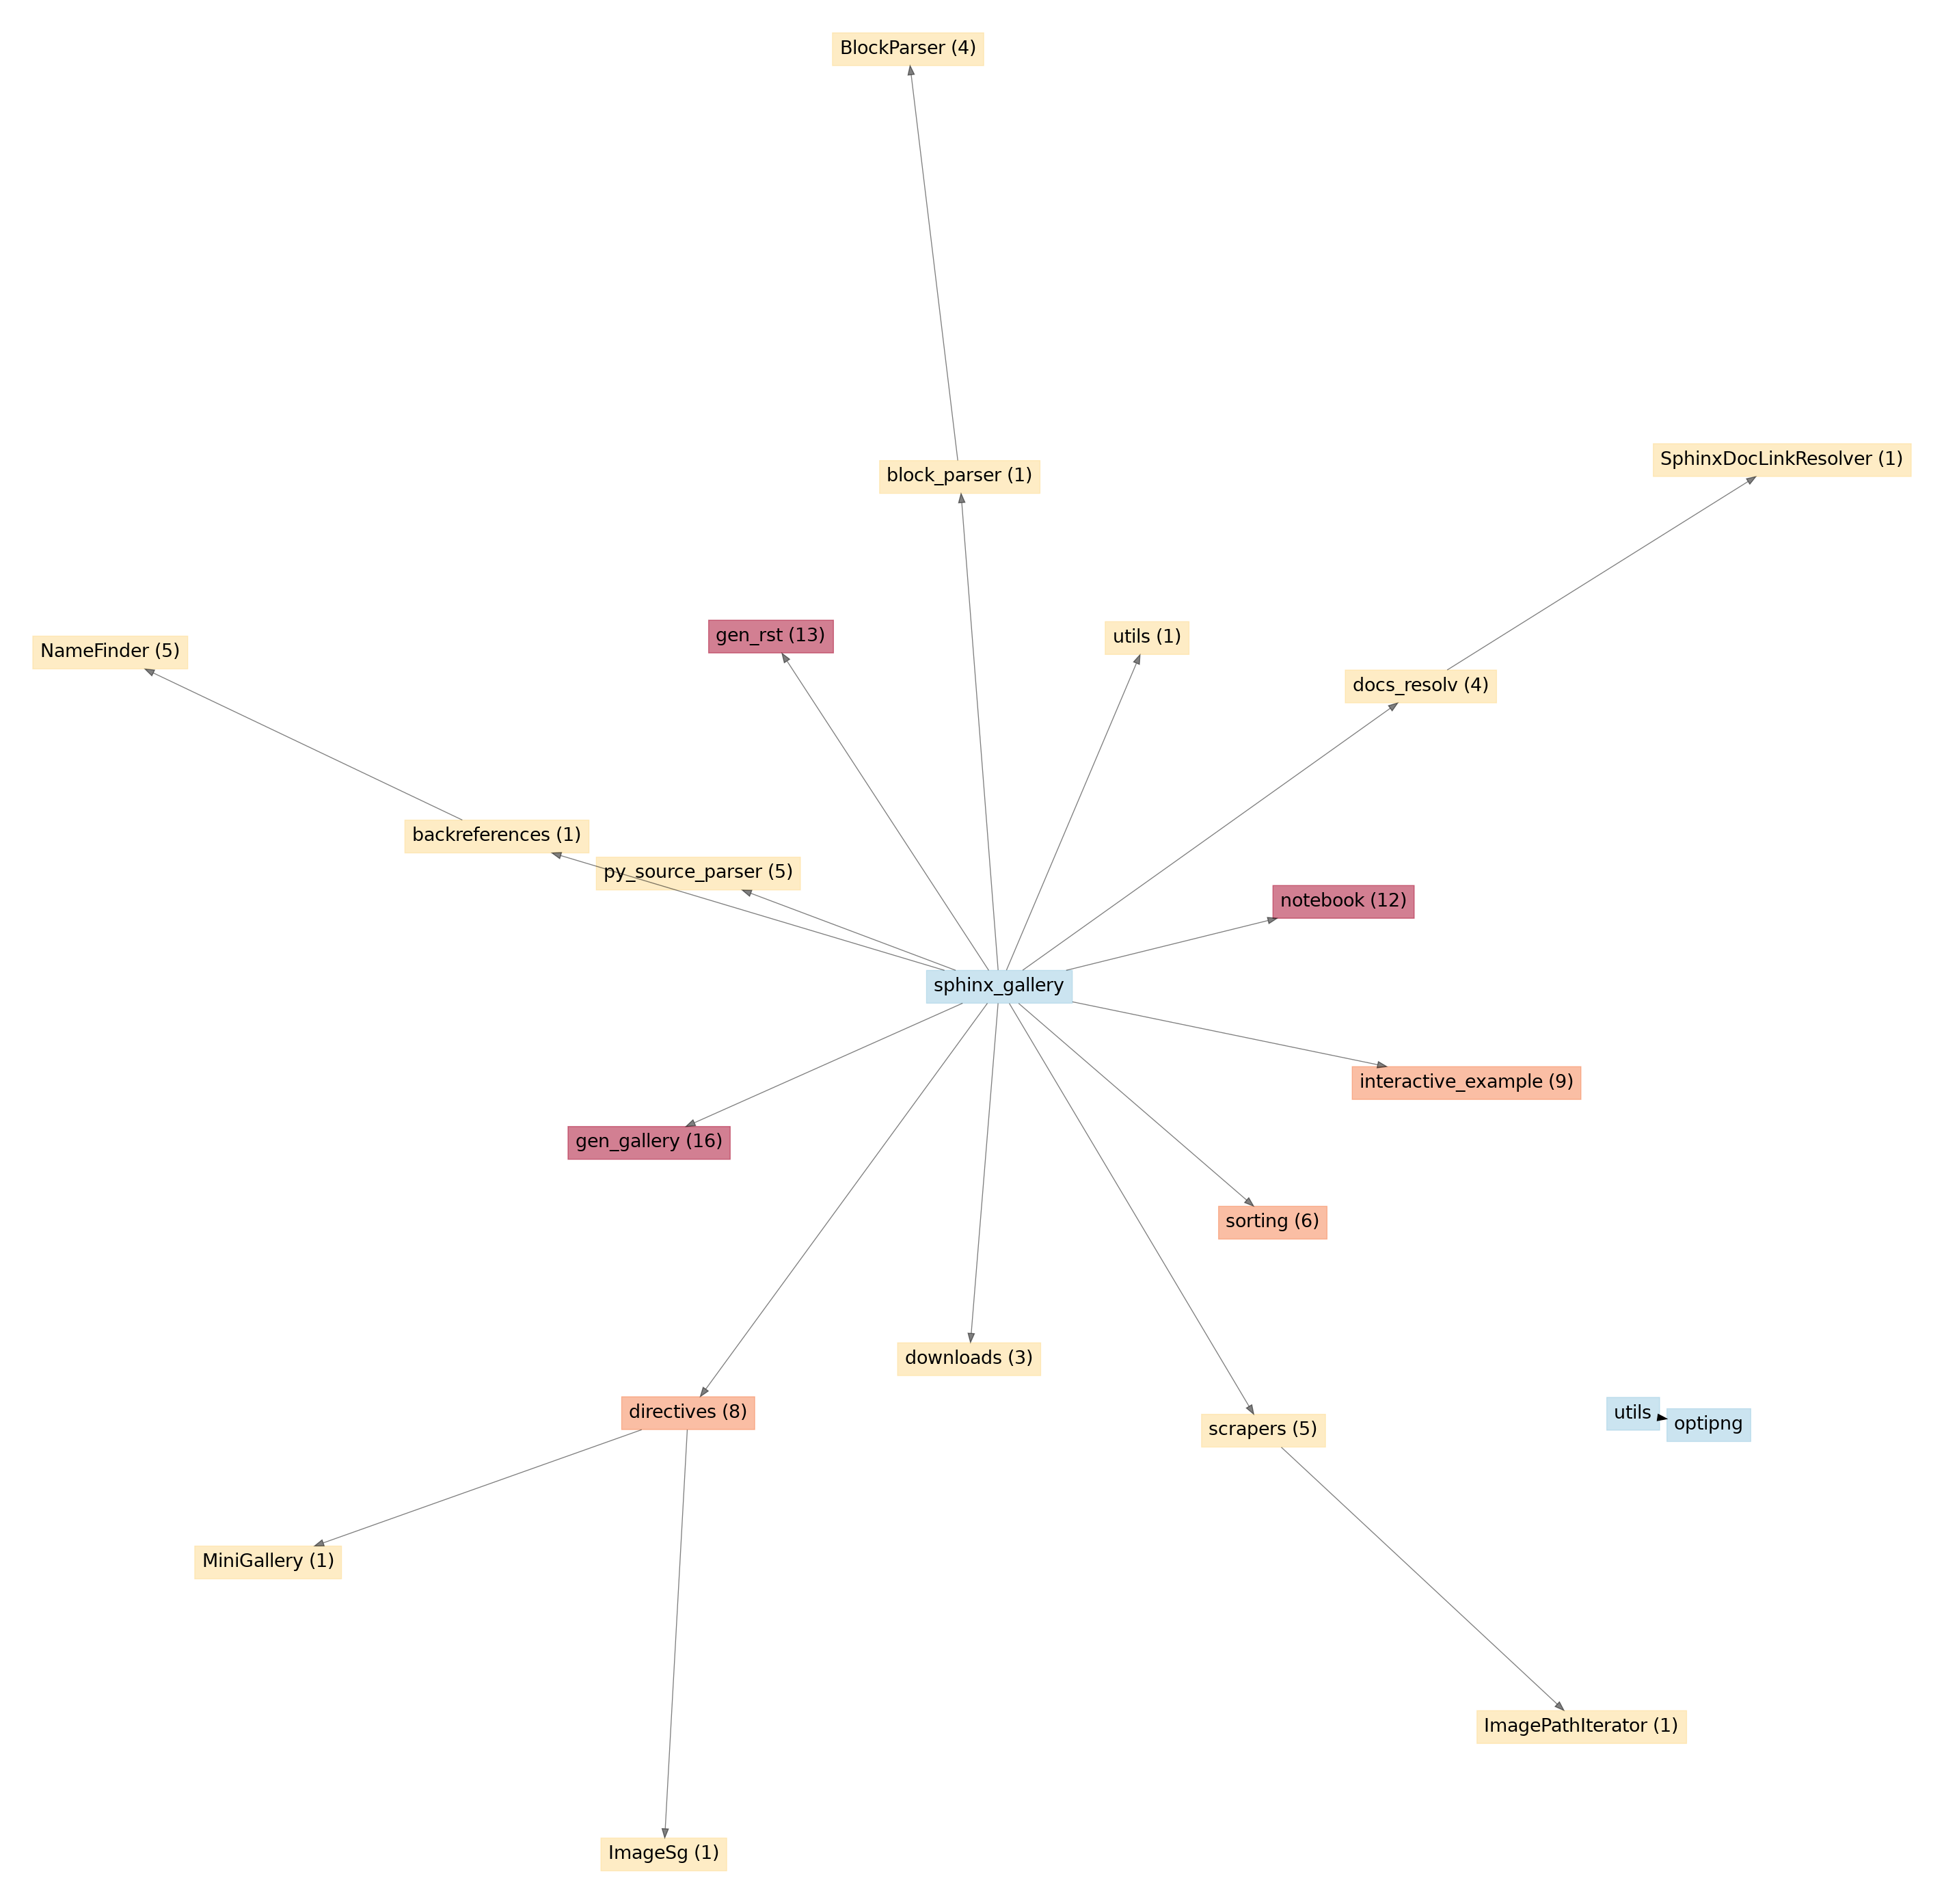 BlockParser (4)
SphinxDocLinkResolver (1)
block_parser (1)
gen_rst (13)
utils (1)
NameFinder (5)
docs_resolv (4)
backreferences (1)
py_source_parser (5)
notebook (12)
sphinx_gallery
interactive_example (9)
gen_gallery (16)
sorting (6)
downloads (3)
directives (8)
utils
optipng
scrapers (5)
MiniGallery (1)
ImagePathIterator (1)
ImageSg (1)